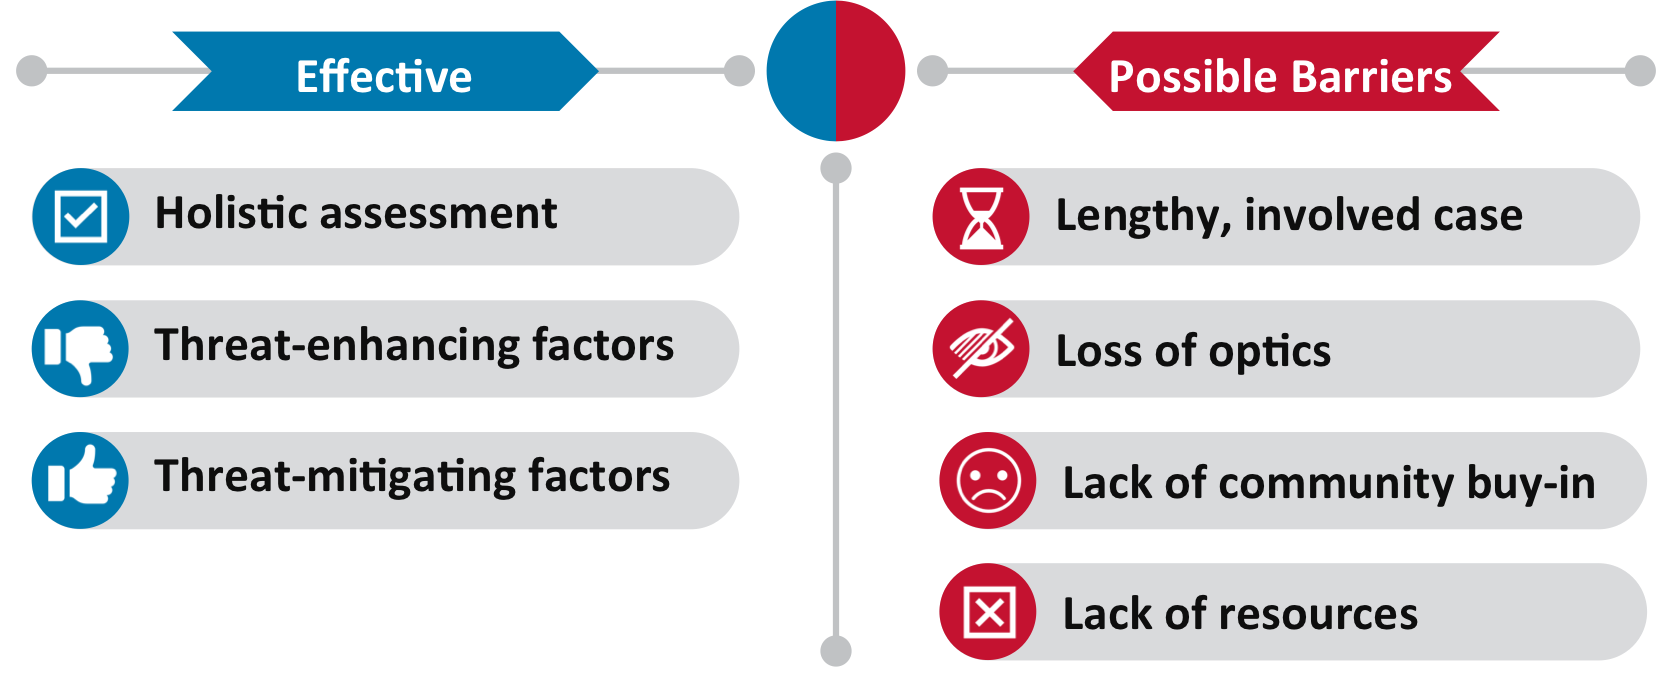 Effective
Holistic assessment
Threat-enhancing factors
Threat-mitigating factors
Possible Barriers
Lengthy, involved case
Loss of optics
Lack of community buy-in
Lack of resources